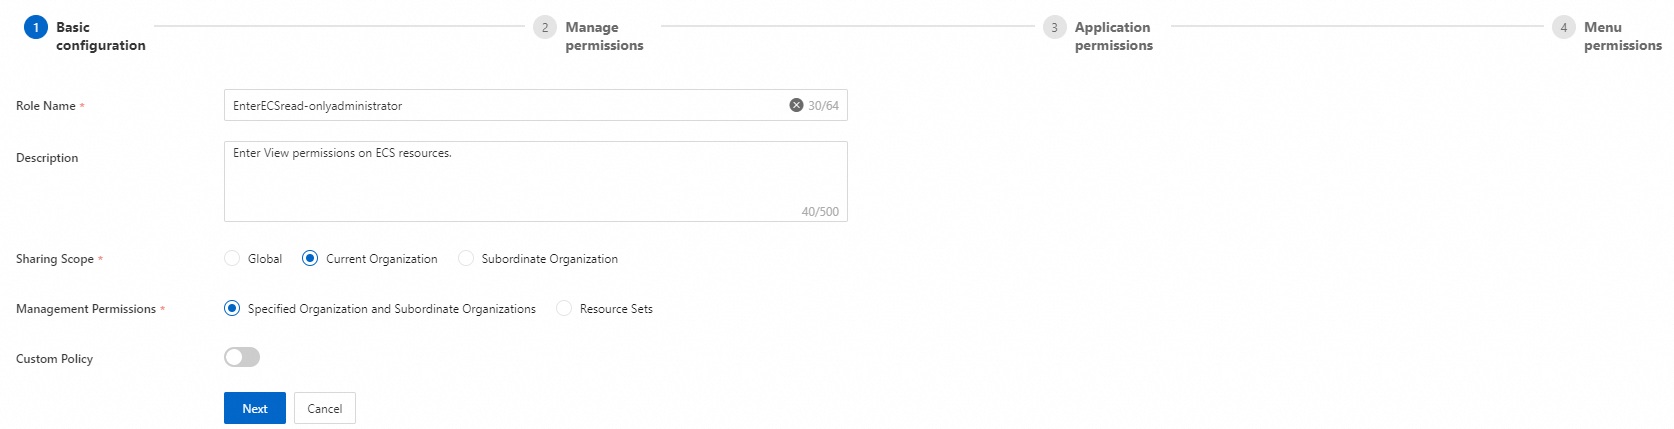 1 Basic configuration
2 Manage permissions
3 Application permissions
4 Menu permissions
Role Name *
EnterECSread-onlyadministrator
30/64
Description
Enter View permissions on ECS resources.
40/500
Sharing Scope *
Global
Current Organization
Subordinate Organization
Management Permissions *
Specified Organization and Subordinate Organizations
Resource Sets
Custom Policy
Next
Cancel